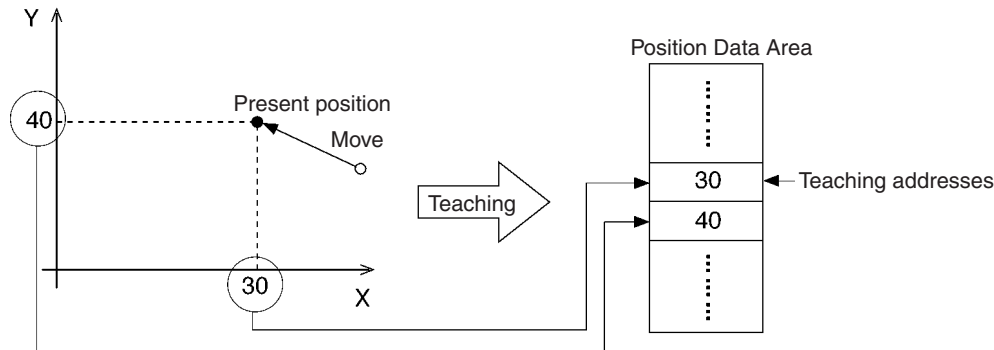 Y
40
Present position
Move
30
X
Teaching
Position Data Area
30
Teaching addresses
40